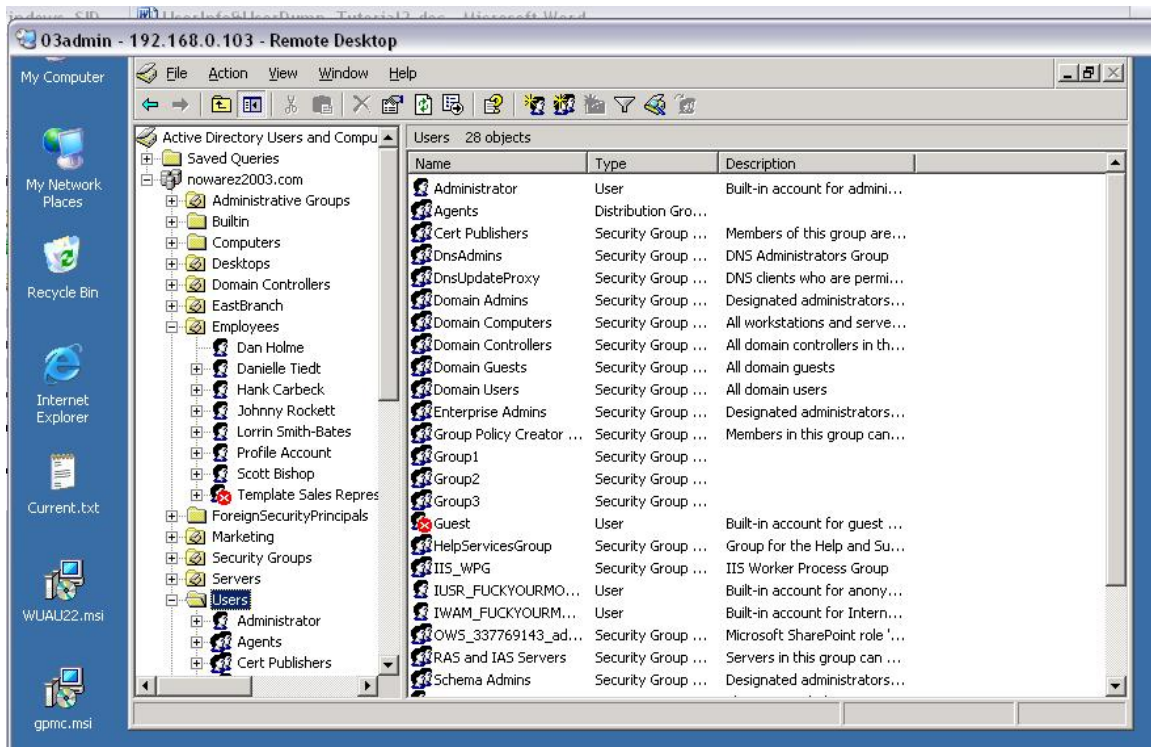 UserInfo&UserDump_Tutorial2.doc - Microsoft Word
03admin - 192.168.0.103 - Remote Desktop
My Computer
My Network
Places
Recycle Bin
Internet
Explorer
Current.txt
WUAU22.msi
gpmc.msi
File Action View Window Help
Active Directory Users and Compu
Saved Queries
nowarez2003.com
Administrative Groups
Builtin
Computers
Desktops
Domain Controllers
EastBranch
Employees
Dan Holme
Danielle Tiedt
Hank Carbeck
Johnny Rockett
Lorrin Smith-Bates
Profile Account
Scott Bishop
Template Sales Repres
ForeignSecurityPrincipals
Marketing
Security Groups
Servers
Users
Administrator
Agents
Cert Publishers
Users 28 objects
Name Type Description
Administrator User Built-in account for admini...
Agents Distribution Gro...
Cert Publishers Security Group ... Members of this group are...
DnsAdmins Security Group ... DNS Administrators Group
DnsUpdateProxy Security Group ... DNS clients who are permi...
Domain Admins Security Group ... Designated administrators...
Domain Computers Security Group ... All workstations and serve...
Domain Controllers Security Group ... All domain controllers in th...
Domain Guests Security Group ... All domain guests
Domain Users Security Group ... All domain users
Enterprise Admins Security Group ... Designated administrators...
Group Policy Creator ... Security Group ... Members in this group can...
Group1 Security Group ...
Group2 Security Group ...
Group3 Security Group ...
Guest User Built-in account for guest ...
HelpServicesGroup Security Group ... Group for the Help and Su...
IIS_WPG Security Group ... IIS Worker Process Group
IUSR_FUCKYOURMO... User Built-in account for anony...
IWAM_FUCKYOURM... User Built-in account for Intern...
OWS_337769143_ad... Security Group ... Microsoft SharePoint role '...
RAS and IAS Servers Security Group ... Servers in this group can ...
Schema Admins Security Group ... Designated administrators...